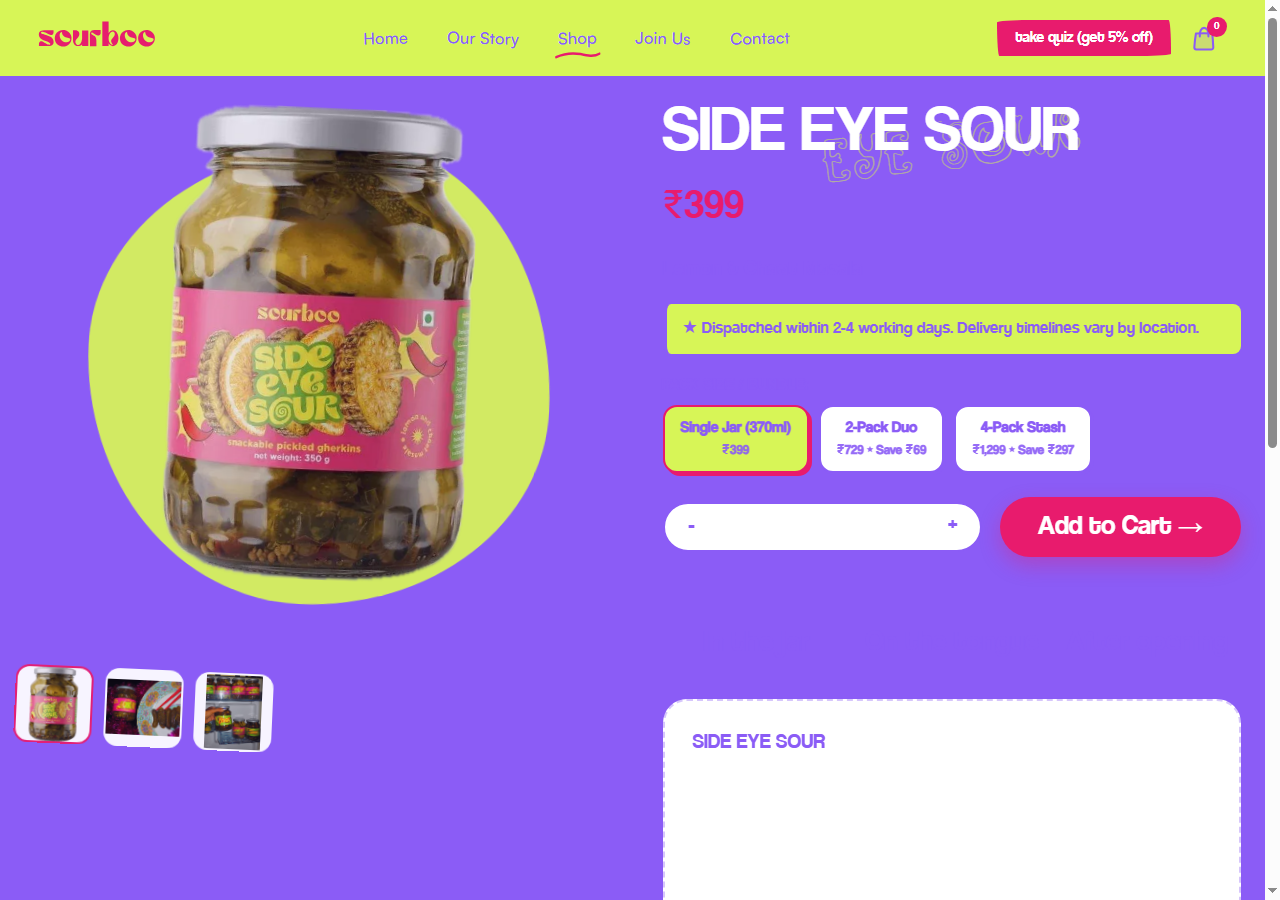 sourboo
Home
Our Story
Shop
Join Us
Contact
take quiz (get 5% off)
0
SIDE EYE SOUR
EYE SOUR
₹399
★ Dispatched within 2-4 working days. Delivery timelines vary by location.
Single Jar (370ml)
₹399
2-Pack Duo
₹729 • Save ₹69
4-Pack Stash
₹1,299 • Save ₹297
-
+
Add to Cart →
sourboo
SIDE
EYE
SOUR
snackable pickled gherkins
net weight: 350 g
SIDE EYE SOUR